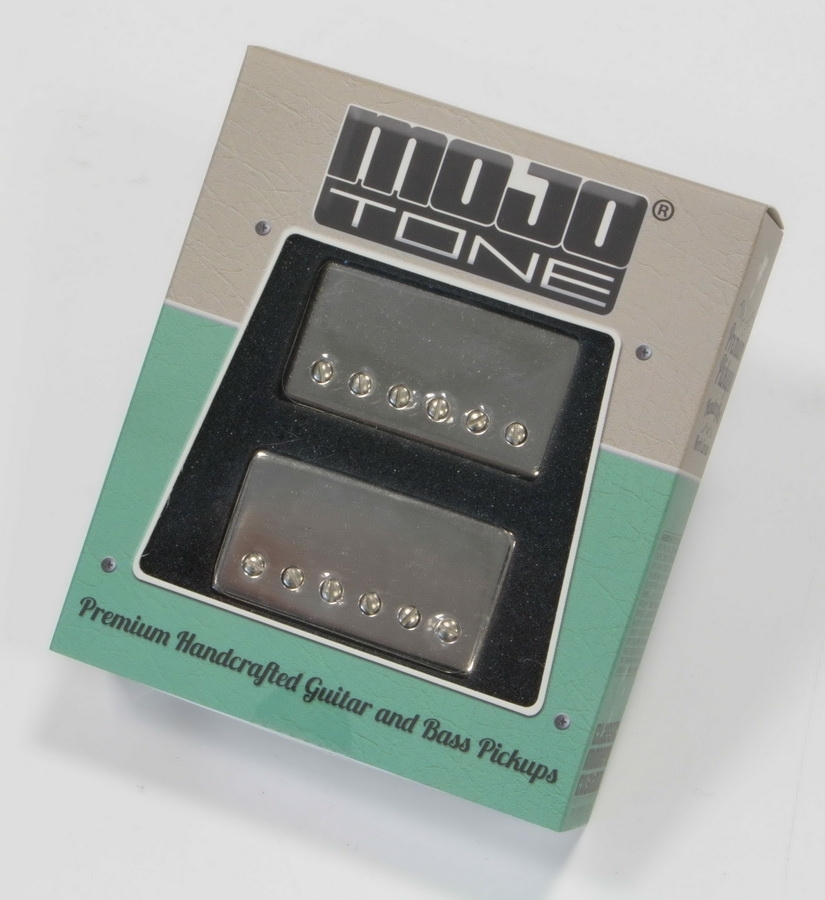 MOJO
TONE
®
Premium Handcrafted Guitar and Bass Pickups